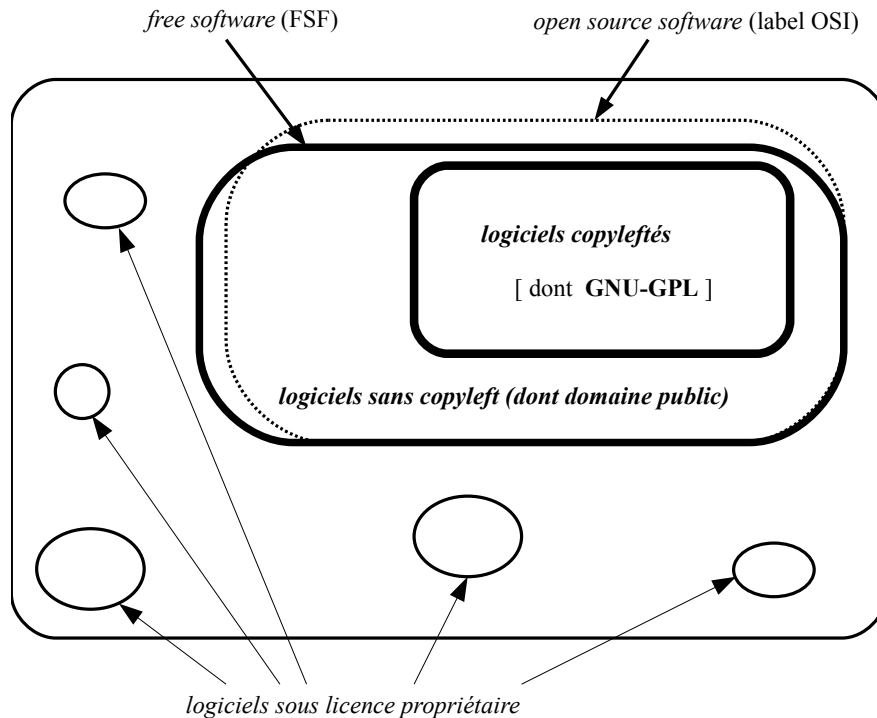 free software (FSF)
open source software (label OSI)
logiciels copyleftés
[ dont GNU-GPL ]
logiciels sans copyleft (dont domaine public)
logiciels sous licence propriétaire